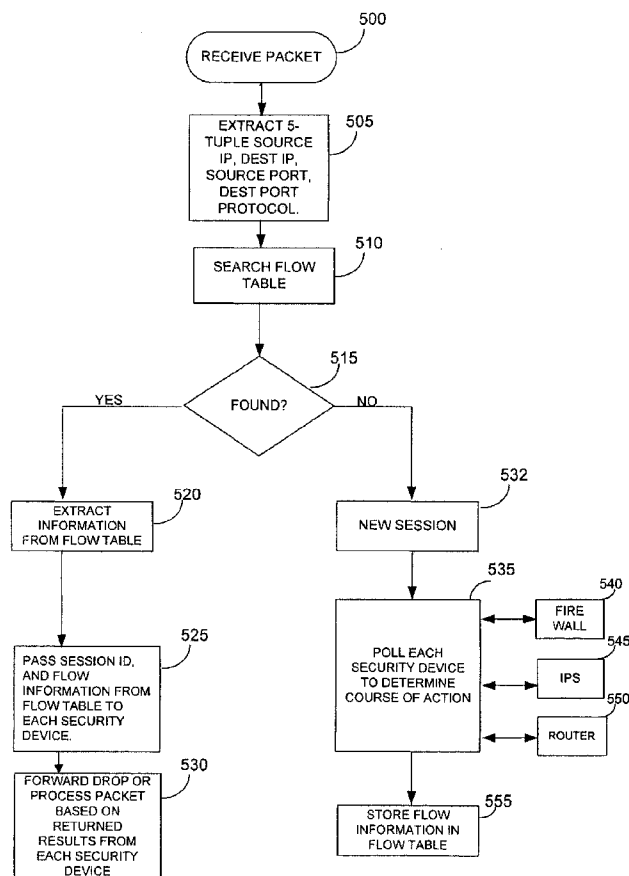 500
RECEIVE PACKET
505
EXTRACT 5-
TUPLE SOURCE
IP, DEST IP,
SOURCE PORT,
DEST PORT
PROTOCOL.
510
SEARCH FLOW
TABLE
515
YES
FOUND?
NO
520
EXTRACT
INFORMATION
FROM FLOW TABLE
532
NEW SESSION
525
PASS SESSION ID,
AND FLOW
INFORMATION FROM
FLOW TABLE TO
EACH SECURITY
DEVICE.
535
POLL EACH
SECURITY DEVICE
TO DETERMINE
COURSE OF ACTION
540
FIRE
WALL
545
IPS
550
ROUTER
530
FORWARD DROP OR
PROCESS PACKET
BASED ON
RETURNED
RESULTS FROM
EACH SECURITY
DEVICE
555
STORE FLOW
INFORMATION IN
FLOW TABLE